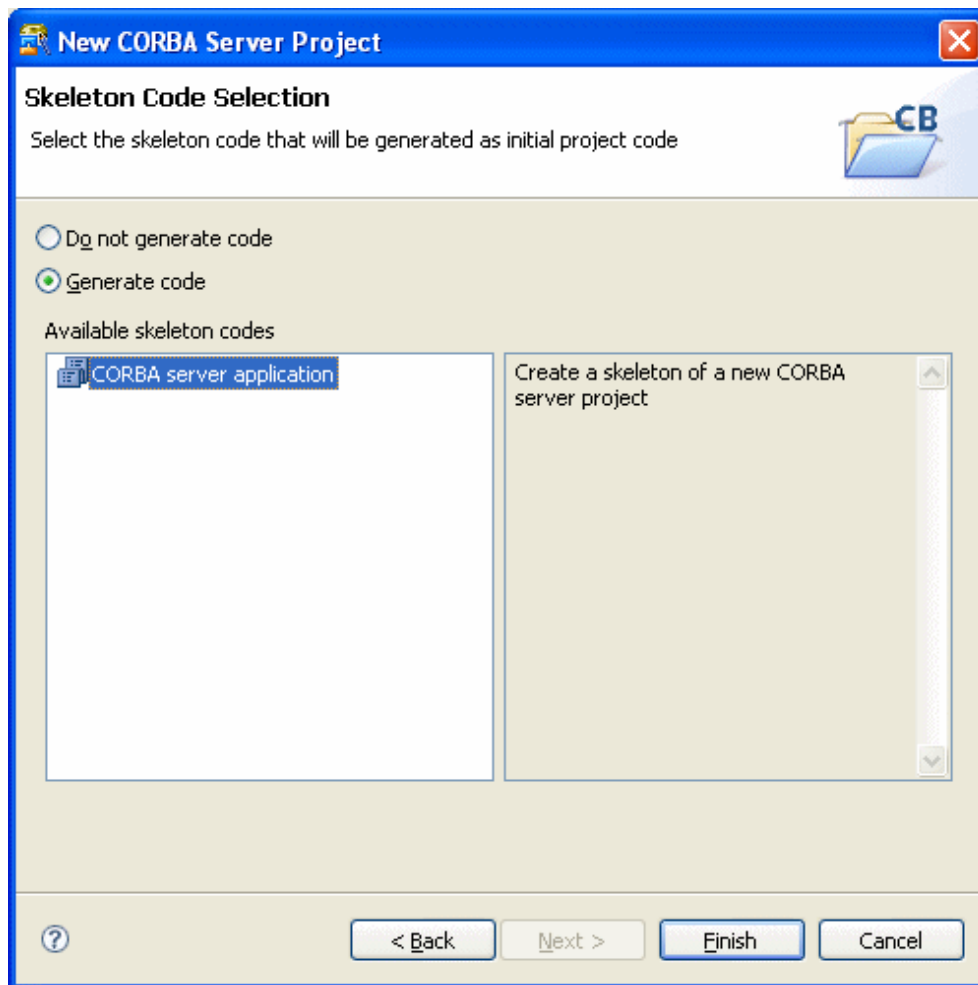 New CORBA Server Project
Skeleton Code Selection
Select the skeleton code that will be generated as initial project code
CB
Do not generate code
Generate code
Available skeleton codes
CORBA server application
Create a skeleton of a new CORBA
server project
?
< Back
Next >
Finish
Cancel